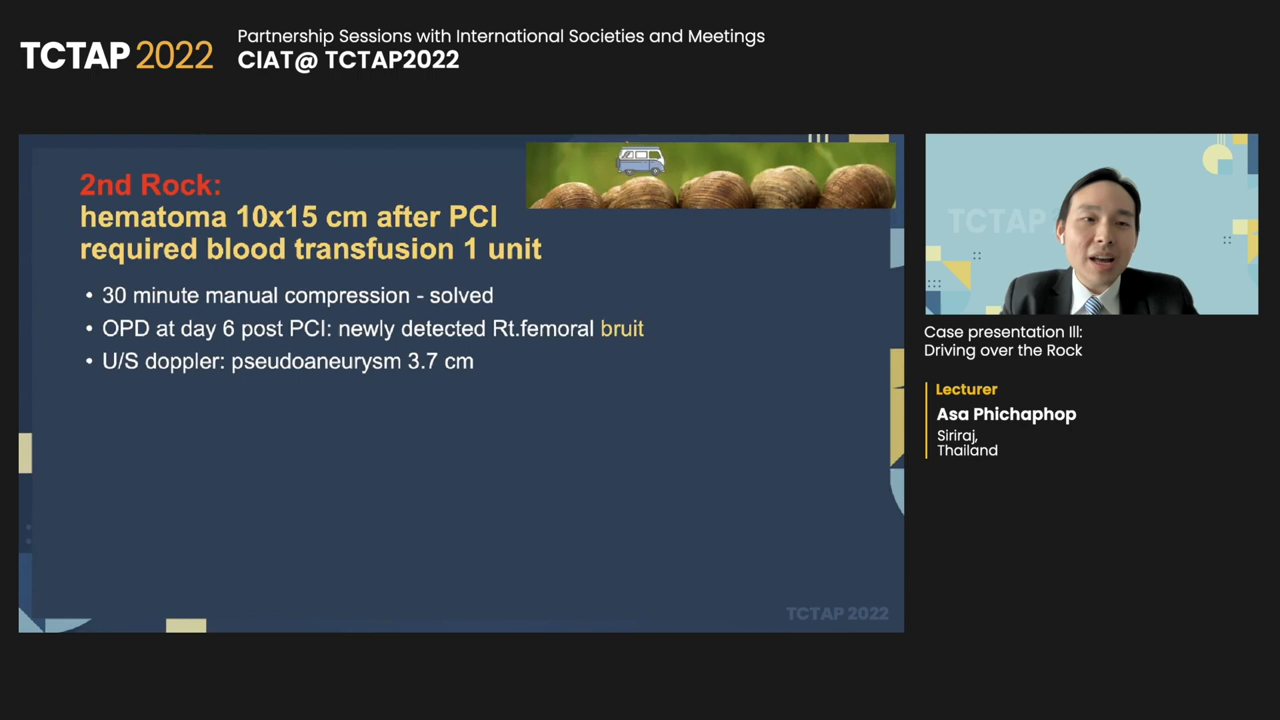 TCTAP 2022
Partnership Sessions with International Societies and Meetings
CIAT@ TCTAP2022
2nd Rock:
hematoma 10x15 cm after PCI
required blood transfusion 1 unit
• 30 minute manual compression - solved
• OPD at day 6 post PCI: newly detected Rt.femoral bruit
• U/S doppler: pseudoaneurysm 3.7 cm
TCTAP 2022
TCTAP
Case presentation III:
Driving over the Rock
Lecturer
Asa Phichaphop
Siriraj,
Thailand